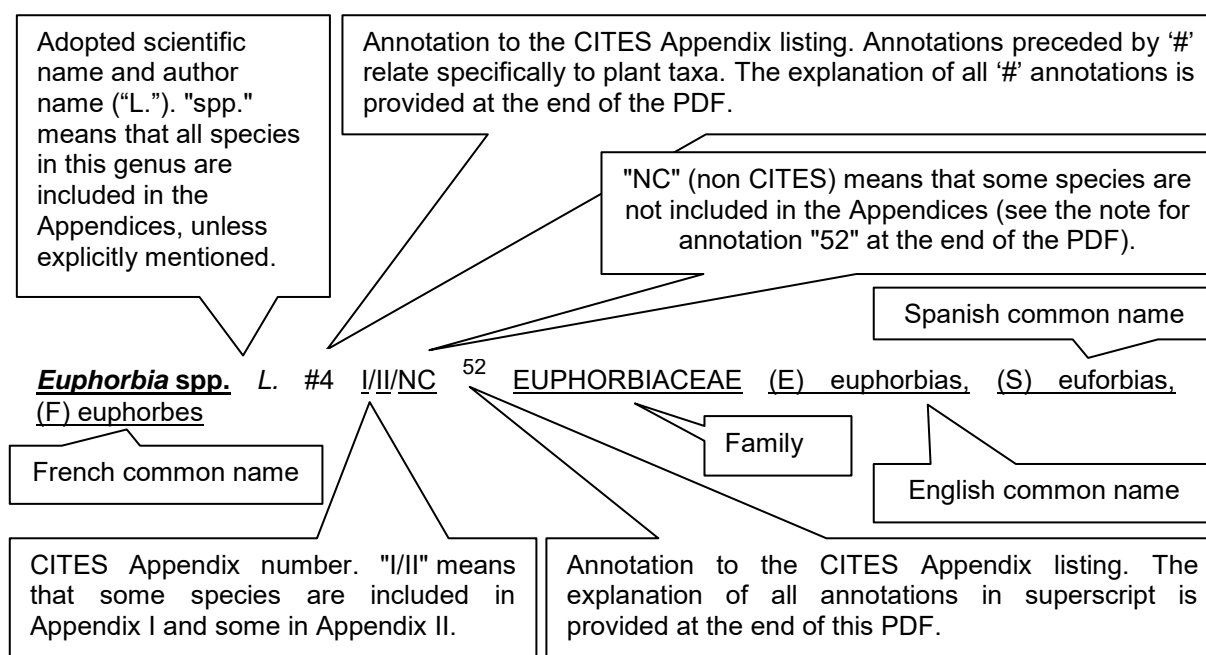 Adopted scientific
name and author
name (“L.”). "spp."
means that all species
in this genus are
included in the
Appendices, unless
explicitly mentioned.
Annotation to the CITES Appendix listing. Annotations preceded by ‘#’
relate specifically to plant taxa. The explanation of all ‘#’ annotations is
provided at the end of the PDF.
"NC" (non CITES) means that some species are
not included in the Appendices (see the note for
annotation "52" at the end of the PDF).
Spanish common name
Euphorbia spp. L. #4 I/II/NC 52 EUPHORBIACEAE (E) euphorbias, (S) euforbias,
(F) euphorbes
French common name
Family
English common name
CITES Appendix number. "I/II" means
that some species are included in
Appendix I and some in Appendix II.
Annotation to the CITES Appendix listing. The
explanation of all annotations in superscript is
provided at the end of this PDF.